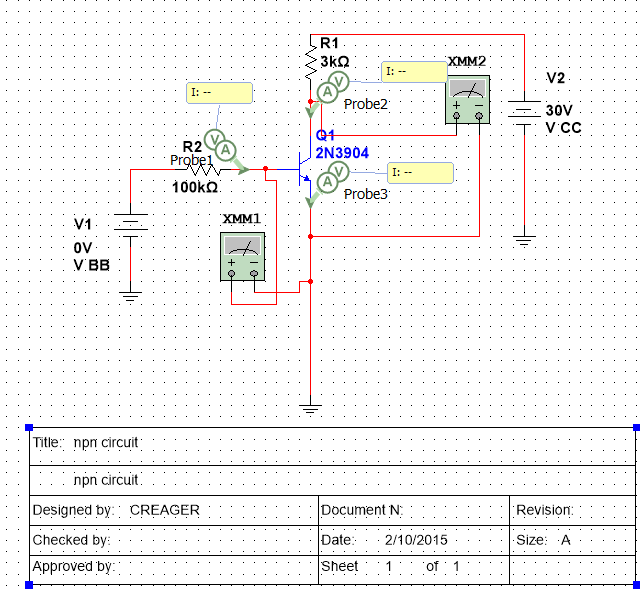 R1
3kΩ
XMM2
V2
I: --
I: --
V
A
Probe2
30V
V CC
Q1
2N3904
V
A
R2
Probe1
100kΩ
V
A
I: --
Probe3
XMM1
V1
0V
V BB
+ −
+ −
Title: npn circuit
npn circuit
Designed by: CREAGER Document N: Revision:
Checked by: Date: 2/10/2015 Size: A
Approved by: Sheet 1 of 1